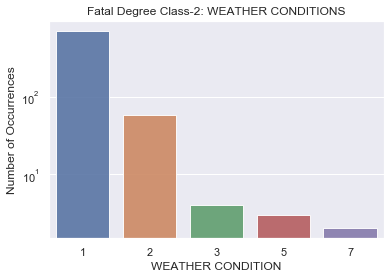 Fatal Degree Class-2: WEATHER CONDITIONS
Number of Occurrences
10²
10¹
1 2 3 5 7
WEATHER CONDITION